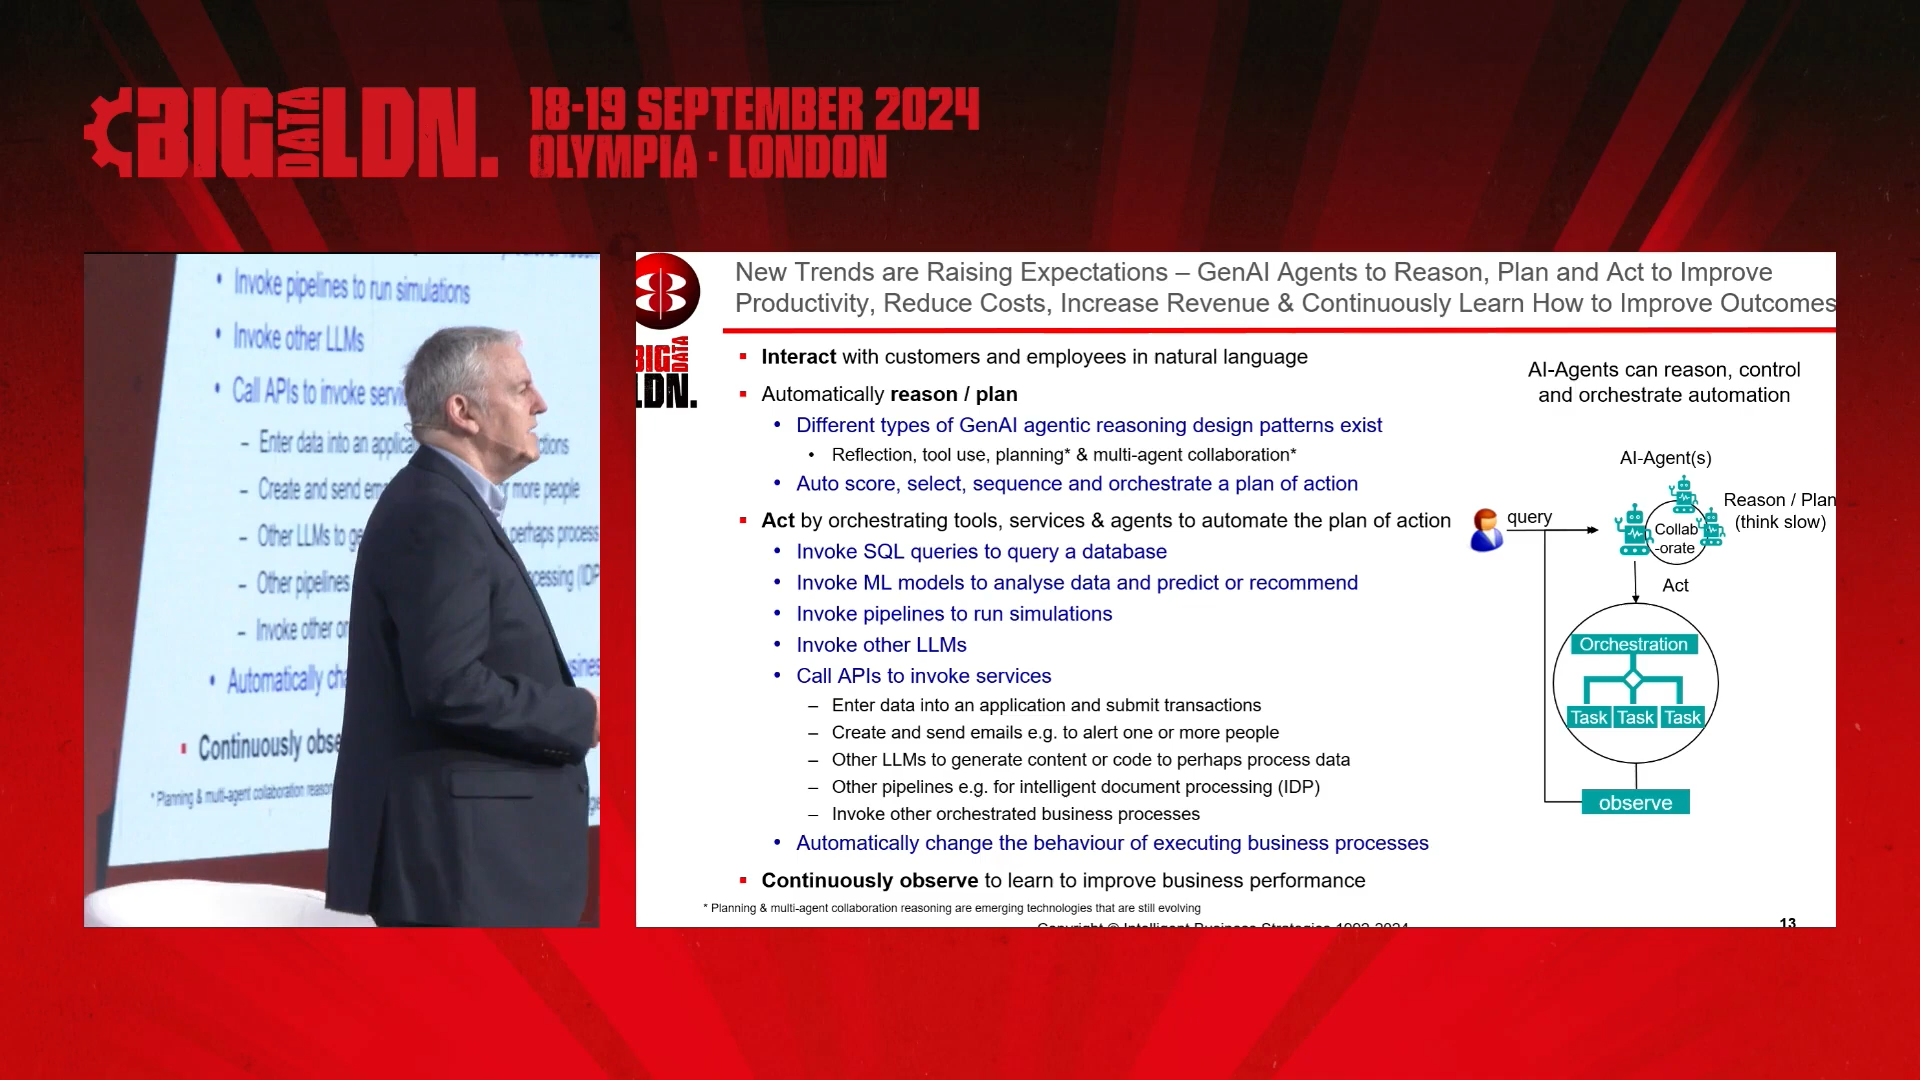 BIG DATA LDN.
18-19 SEPTEMBER 2024
OLYMPIA · LONDON
• Invoke pipelines to run simulations
• Invoke other LLMs
• Call APIs to invoke
– Enter data into an
– Create and send
more people
– Other LLMs to
perhaps process
– Other pipelines
(IDP
– Invoke other
• Automatically
Continuously
* Planning & multi-agent collaboration
New Trends are Raising Expectations – GenAI Agents to Reason, Plan and Act to Improve
Productivity, Reduce Costs, Increase Revenue & Continuously Learn How to Improve Outcomes
BIG DATA
LDN.
Interact with customers and employees in natural language
Automatically reason / plan
• Different types of GenAI agentic reasoning design patterns exist
• Reflection, tool use, planning* & multi-agent collaboration*
• Auto score, select, sequence and orchestrate a plan of action
Act by orchestrating tools, services & agents to automate the plan of action
• Invoke SQL queries to query a database
• Invoke ML models to analyse data and predict or recommend
• Invoke pipelines to run simulations
• Invoke other LLMs
• Call APIs to invoke services
– Enter data into an application and submit transactions
– Create and send emails e.g. to alert one or more people
– Other LLMs to generate content or code to perhaps process data
– Other pipelines e.g. for intelligent document processing (IDP)
– Invoke other orchestrated business processes
• Automatically change the behaviour of executing business processes
Continuously observe to learn to improve business performance
* Planning & multi-agent collaboration reasoning are emerging technologies that are still evolving
Copyright © Intelligent Business Strategies 1992-2024
13
AI-Agents can reason, control
and orchestrate automation
AI-Agent(s)
Reason / Plan
(think slow)
query
Collab
-orate
Act
Orchestration
Task Task Task
observe